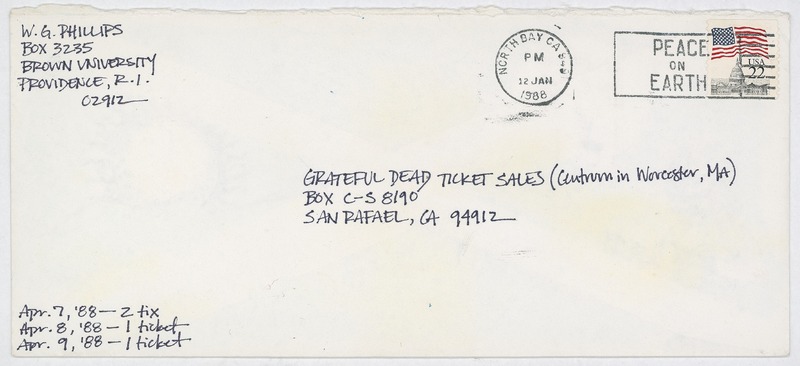 W. G. PHILLIPS
BOX 3235
BROWN UNIVERSITY
PROVIDENCE, R.I.
02912
NORTH BAY CA 949
PM
12 JAN
1988
PEACE
ON
EARTH
USA
22
GRATEFUL DEAD TICKET SALES (Centrum in Worcester, MA)
BOX C-S 8190
SAN RAFAEL, CA 94912
Apr. 7, '88 — 2 tix
Apr. 8, '88 — 1 ticket
Apr. 9, '88 — 1 ticket